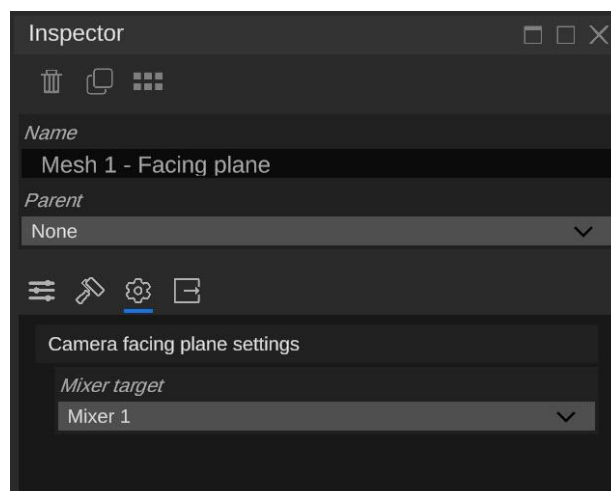 Inspector
Name
Mesh 1 - Facing plane
Parent
None
Camera facing plane settings
Mixer target
Mixer 1